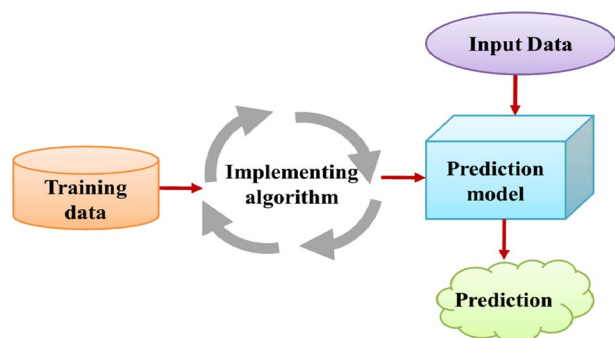 Input Data
Training
data
Implementing
algorithm
Prediction
model
Prediction